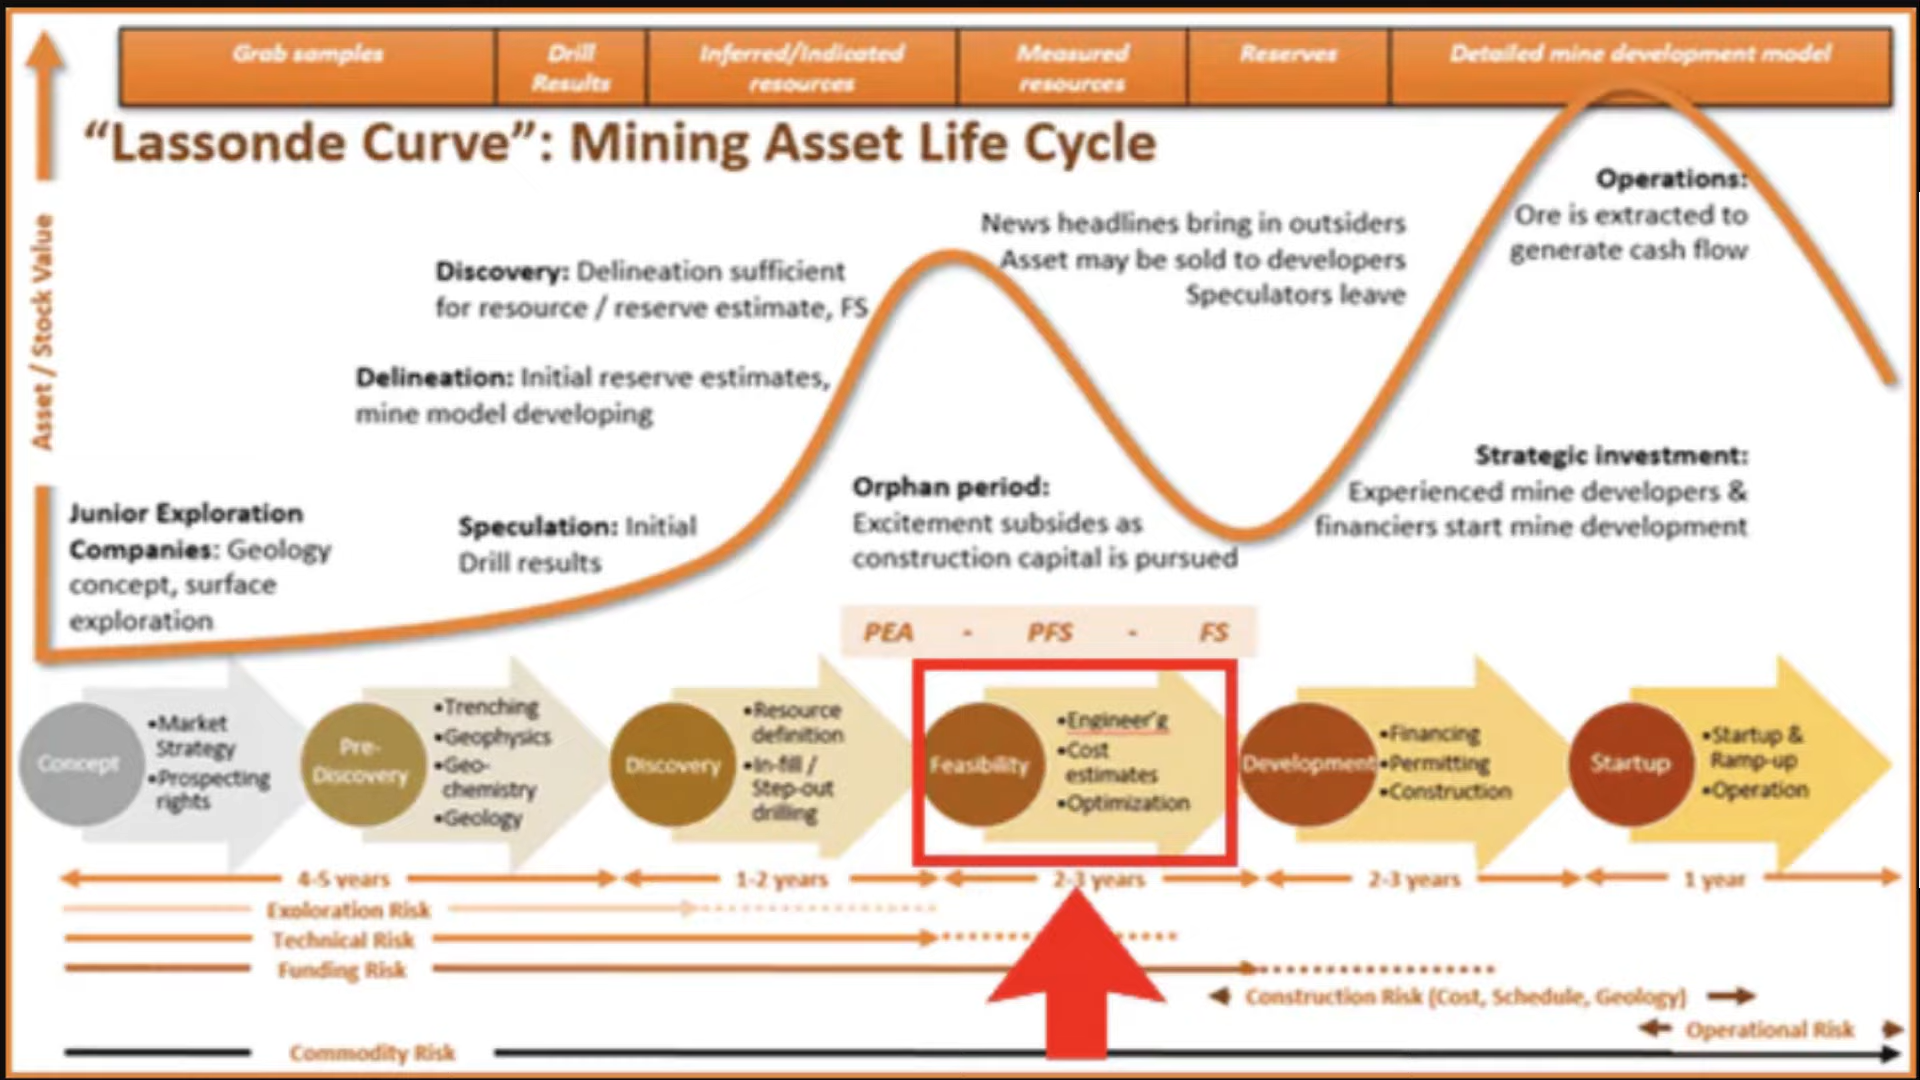 Grab samples
Drill
Results
Inferred/Indicated
resources
Measured
resources
Reserves
Detailed mine development model
“Lassonde Curve”: Mining Asset Life Cycle
Asset / Stock Value
Operations:
Ore is extracted to
generate cash flow
News headlines bring in outsiders
Asset may be sold to developers
Speculators leave
Discovery: Delineation sufficient
for resource / reserve estimate, FS
Delineation: Initial reserve estimates,
mine model developing
Strategic investment:
Experienced mine developers &
financiers start mine development
Orphan period:
Excitement subsides as
construction capital is pursued
Junior Exploration
Companies: Geology
concept, surface
exploration
Speculation: Initial
Drill results
PEA - PFS - FS
Concept
•Market
Strategy
•Prospecting
rights
Pre-
Discovery
•Trenching
•Geophysics
•Geo-
chemistry
•Geology
Discovery
•Resource
definition
•In-fill /
Step-out
drilling
Feasibility
•Engineer'g
•Cost
estimates
•Optimization
Development
•Financing
•Permitting
•Construction
Startup
•Startup &
Ramp-up
•Operation
4-5 years
1-2 years
2-3 years
2-3 years
1 year
Exoloration Risk
Technical Risk
Funding Risk
Construction Risk (Cost, Schedule, Geology)
Operational Risk
Commodity Risk